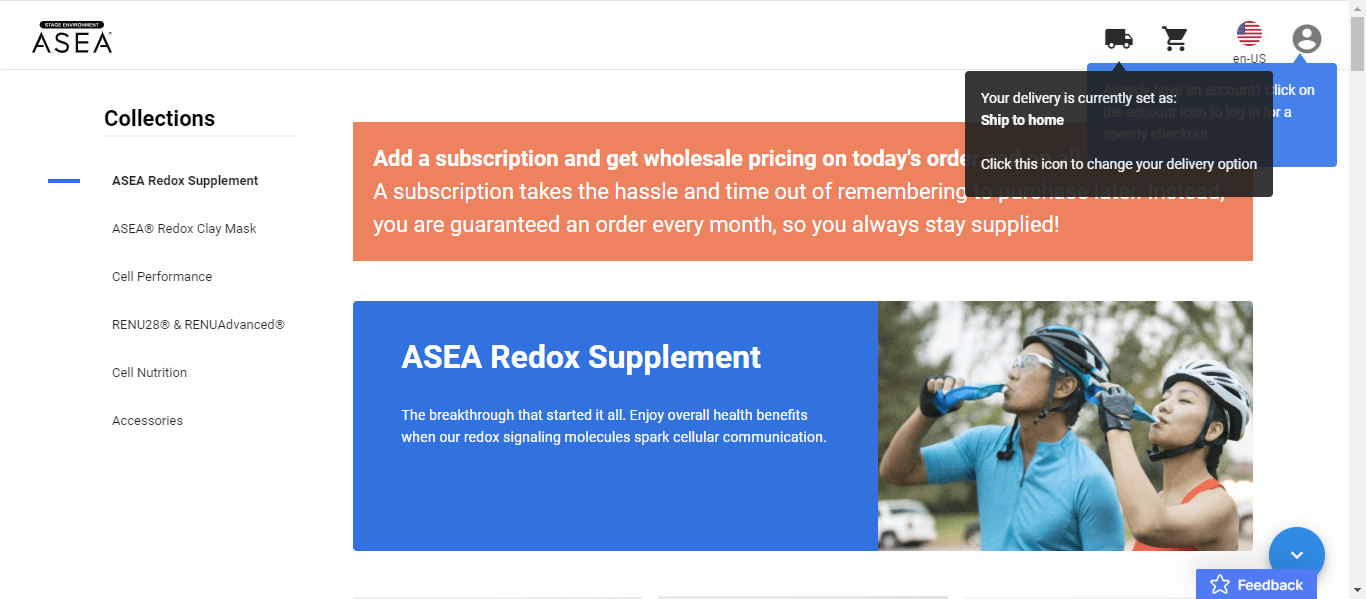 STAGE ENVIRONMENT
ASEA
en-US
Already have an account? Click on
the account icon to log in for a
speedy checkout.
Your delivery is currently set as:
Ship to home
Click this icon to change your delivery option
Collections
ASEA Redox Supplement
ASEA® Redox Clay Mask
Cell Performance
RENU28® & RENUAdvanced®
Cell Nutrition
Accessories
Add a subscription and get wholesale pricing on today's order
A subscription takes the hassle and time out of remembering to purchase later. Instead,
you are guaranteed an order every month, so you always stay supplied!
ASEA Redox Supplement
The breakthrough that started it all. Enjoy overall health benefits
when our redox signaling molecules spark cellular communication.
Feedback